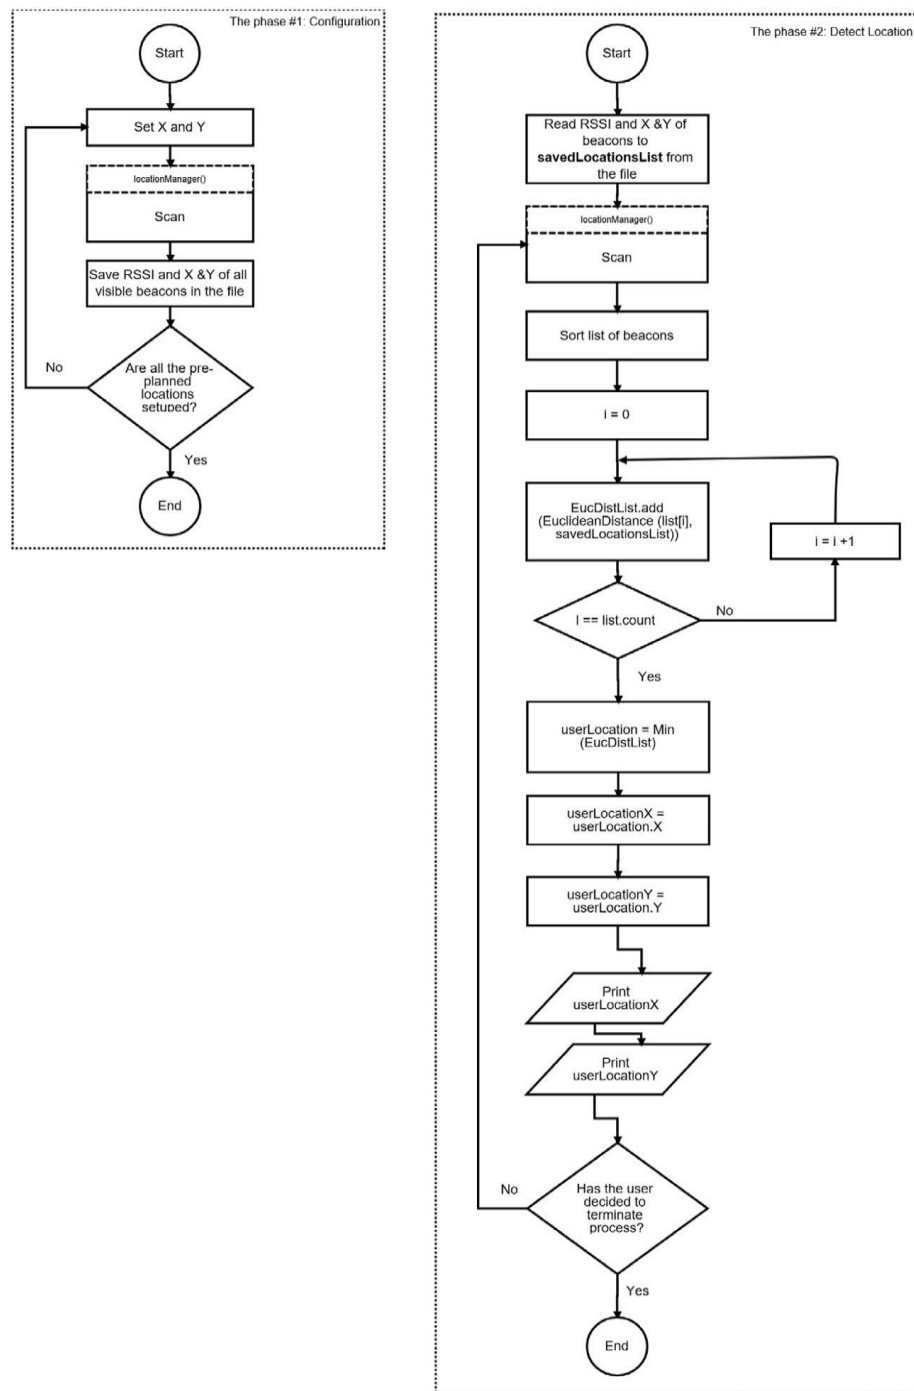 The phase #1: Configuration
Start
Set X and Y
locationManager()
Scan
Save RSSI and X &Y of all
visible beacons in the file
Are all the pre-
planned
locations
setuped?
No
Yes
End
The phase #2: Detect Location
Start
Read RSSI and X &Y of
beacons to
savedLocationsList from
the file
locationManager()
Scan
Sort list of beacons
i = 0
EucDistList.add
(EuclideanDistance (list[i],
savedLocationsList))
i = i +1
I == list.count
No
Yes
userLocation = Min
(EucDistList)
userLocationX =
userLocation.X
userLocationY =
userLocation.Y
Print
userLocationX
Print
userLocationY
Has the user
decided to
terminate
process?
No
Yes
End